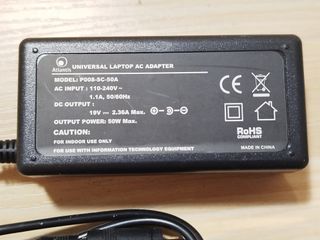 Atlantis
UNIVERSAL LAPTOP AC ADAPTER
MODEL: P008-SC-50A
AC INPUT : 110-240V~
1.1A, 50/60Hz
DC OUTPUT :
19V ⎓ 2.36A Max.
OUTPUT POWER: 50W Max.
CAUTION:
FOR INDOOR USE ONLY
FOR USE WITH INFORMATION TECHNOLOGY EQUIPMENT
CE
RoHS
COMPLIANT
MADE IN CHINA